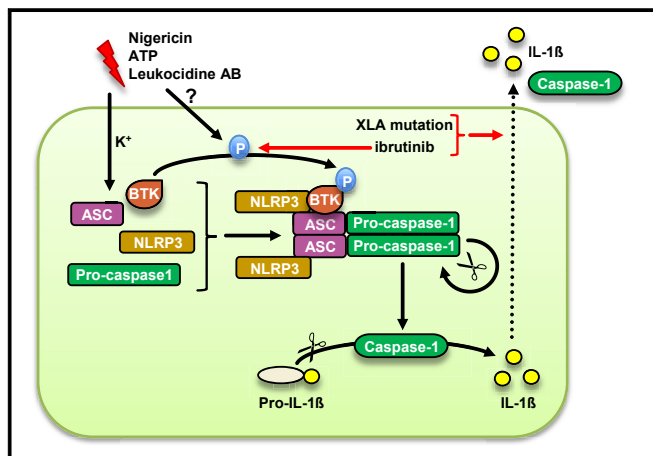 Nigericin
ATP
Leukocidine AB
?
K⁺
IL-1ß
Caspase-1
XLA mutation
ibrutinib
P
P
BTK
ASC
NLRP3
Pro-caspase1
NLRP3
BTK
ASC
Pro-caspase-1
ASC
Pro-caspase-1
NLRP3
Caspase-1
Pro-IL-1ß
IL-1ß